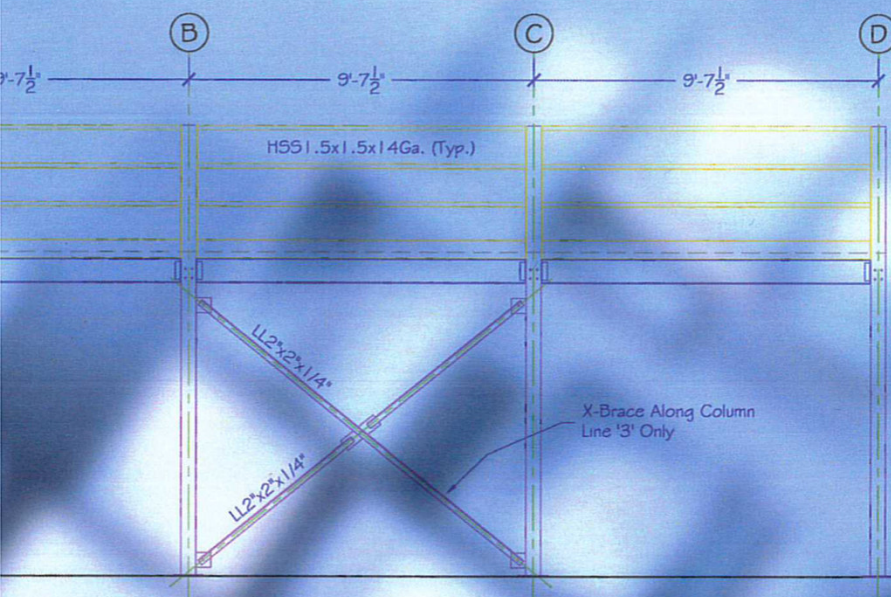 B
C
D
9'-7½"
9'-7½"
9'-7½"
HSS1.5x1.5x14Ga. (Typ.)
LL2"x2"x1/4"
X-Brace Along Column
Line '3' Only
LL2"x2"x1/4"